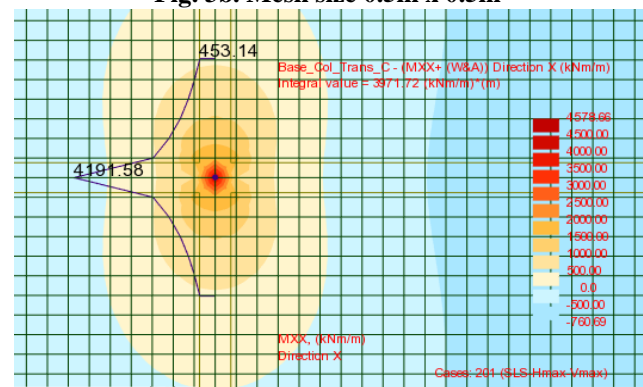 Fig. 3b: Mesh size 0.5m x 0.5m
453.14
Base_Col_Trans_C - (MXX+ (W&A)) Direction X (kNm/m)
Integral value = 3971.72 (kNm/m)*(m)
4191.58
4578.66
4500.00
4000.00
3500.00
3000.00
2500.00
2000.00
1500.00
1000.00
500.00
0.0
-500.00
-760.69
MXX, (kNm/m)
Direction X
Cases: 201 (SLS-Hmax-Vmax)